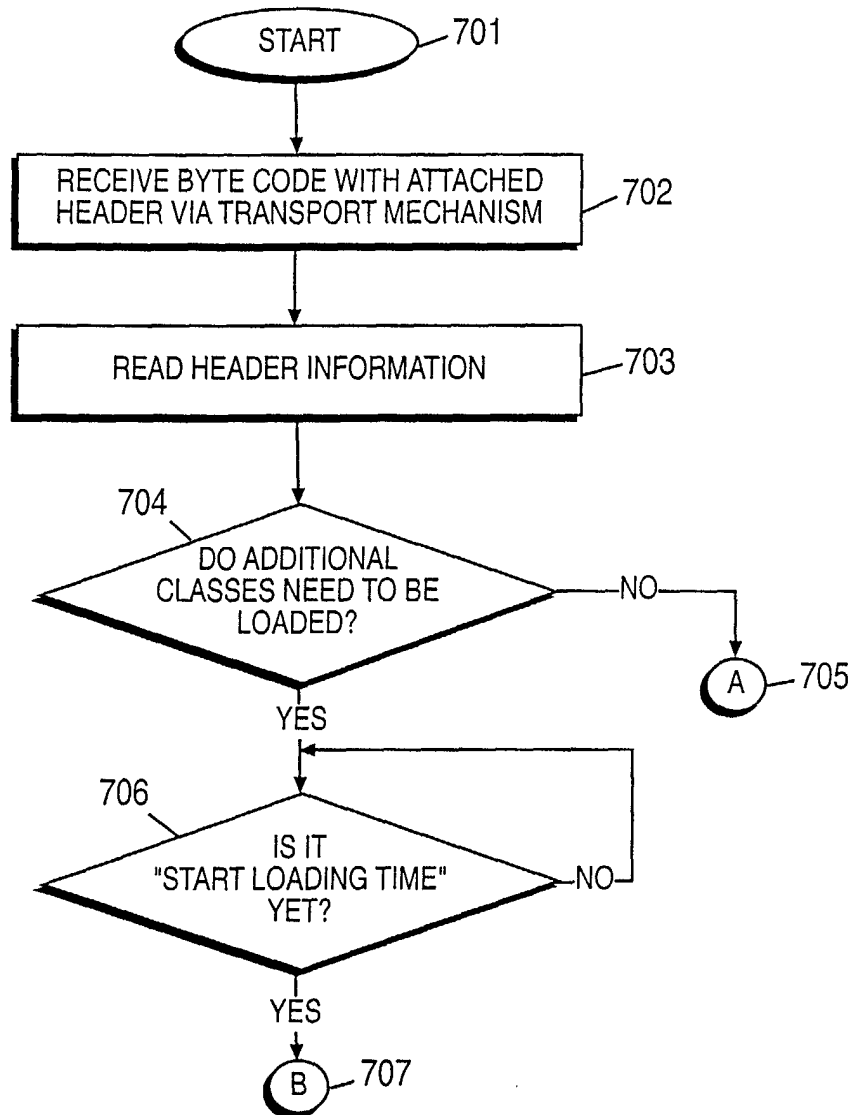 START
701
RECEIVE BYTE CODE WITH ATTACHED
HEADER VIA TRANSPORT MECHANISM
702
READ HEADER INFORMATION
703
704
DO ADDITIONAL
CLASSES NEED TO BE
LOADED?
NO
A
705
YES
706
IS IT
"START LOADING TIME"
YET?
NO
YES
B
707